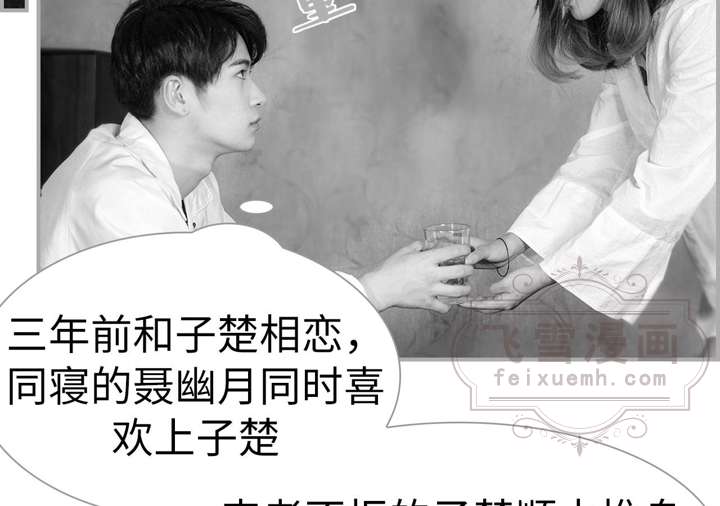 三年前和子楚相恋，
同寝的聂幽月同时喜
欢上子楚
飞雪漫画
feixuemh.com